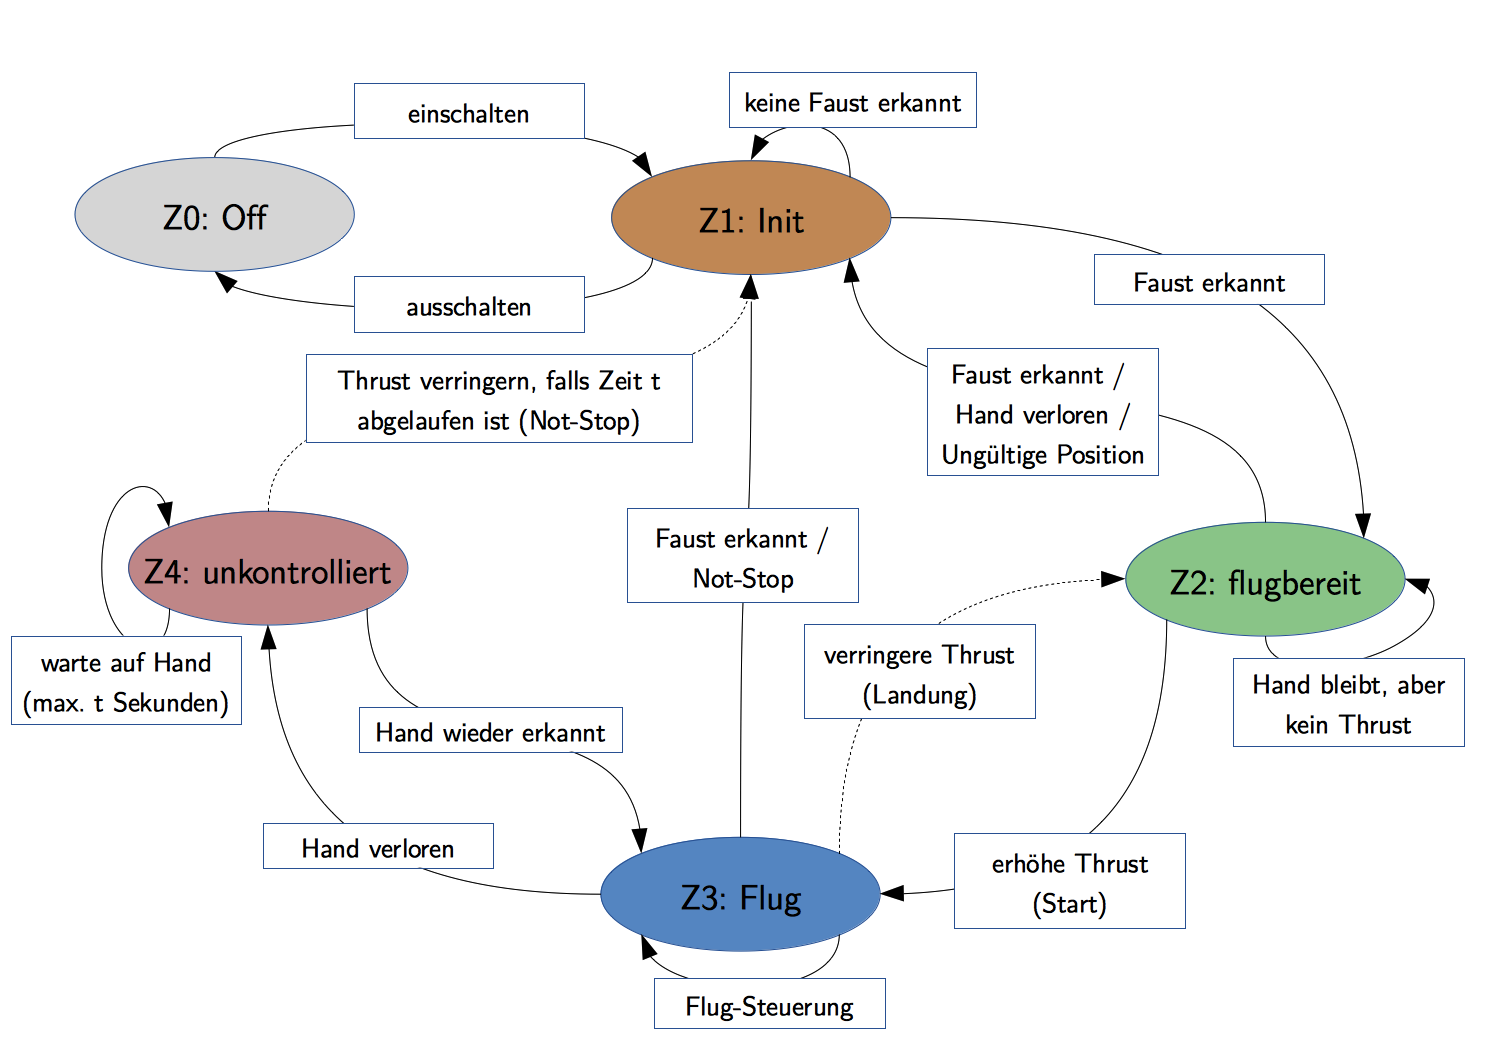 keine Faust erkannt
einschalten
Z0: Off
Z1: Init
Faust erkannt
ausschalten
Thrust verringern, falls Zeit t
abgelaufen ist (Not-Stop)
Faust erkannt /
Hand verloren /
Ungültige Position
Faust erkannt /
Not-Stop
Z4: unkontrolliert
Z2: flugbereit
warte auf Hand
(max. t Sekunden)
verringere Thrust
(Landung)
Hand bleibt, aber
kein Thrust
Hand wieder erkannt
Hand verloren
erhöhe Thrust
(Start)
Z3: Flug
Flug-Steuerung